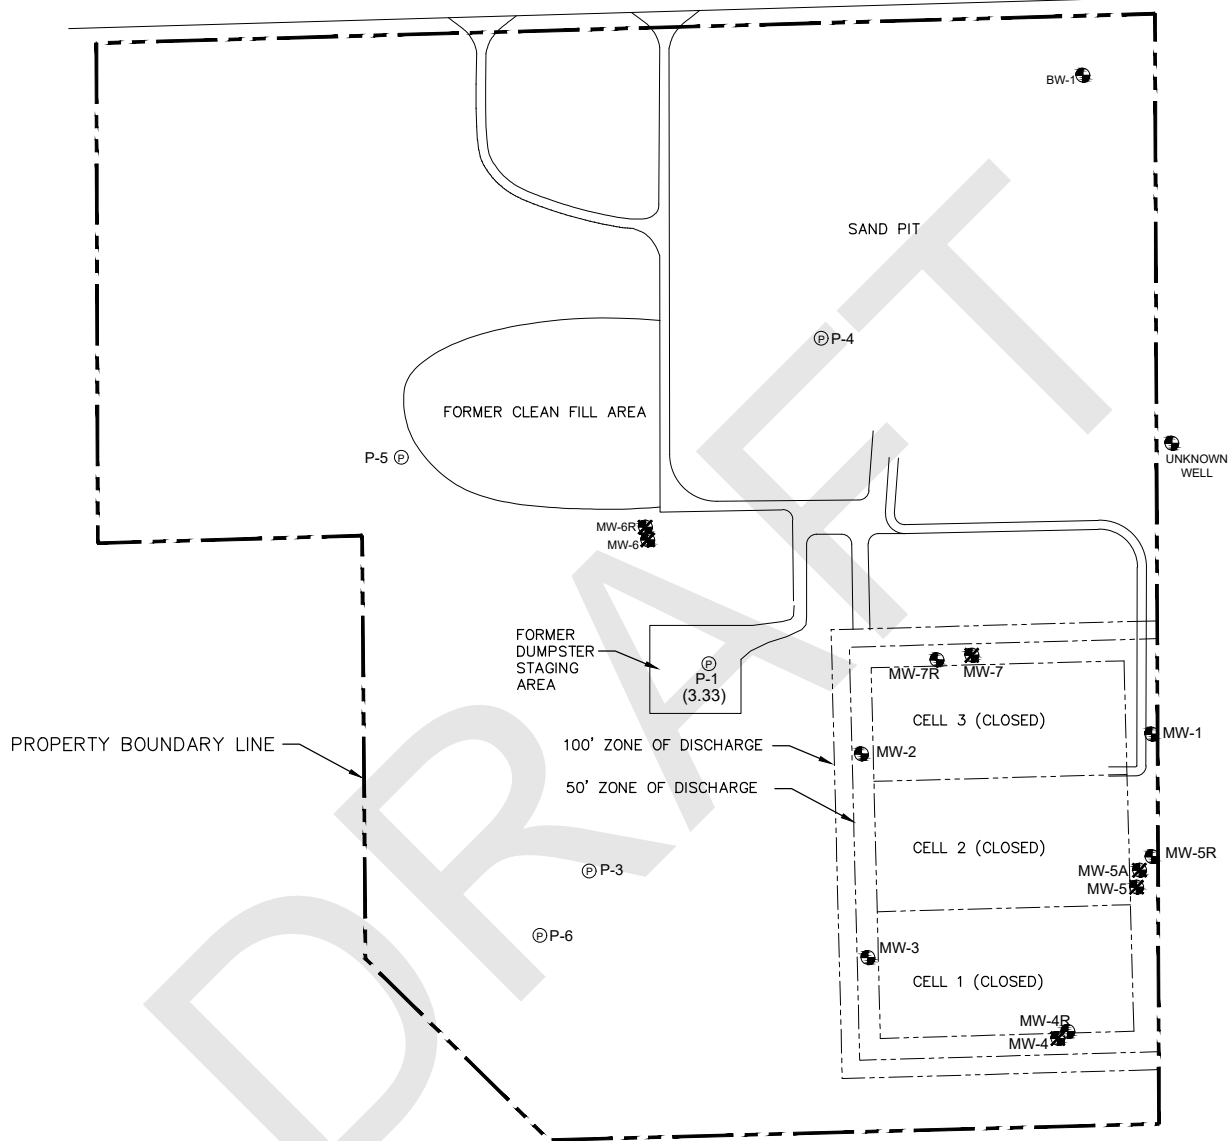 BW-1
SAND PIT
P
P-4
FORMER CLEAN FILL AREA
P-5
P
UNKNOWN
WELL
MW-6R
MW-6
FORMER
DUMPSTER
STAGING
AREA
P
P-1
(3.33)
MW-7R
MW-7
CELL 3 (CLOSED)
MW-1
PROPERTY BOUNDARY LINE
100' ZONE OF DISCHARGE
MW-2
50' ZONE OF DISCHARGE
CELL 2 (CLOSED)
MW-5R
MW-5A
MW-5
P
P-3
P
P-6
MW-3
CELL 1 (CLOSED)
MW-4R
MW-4
DRAFT